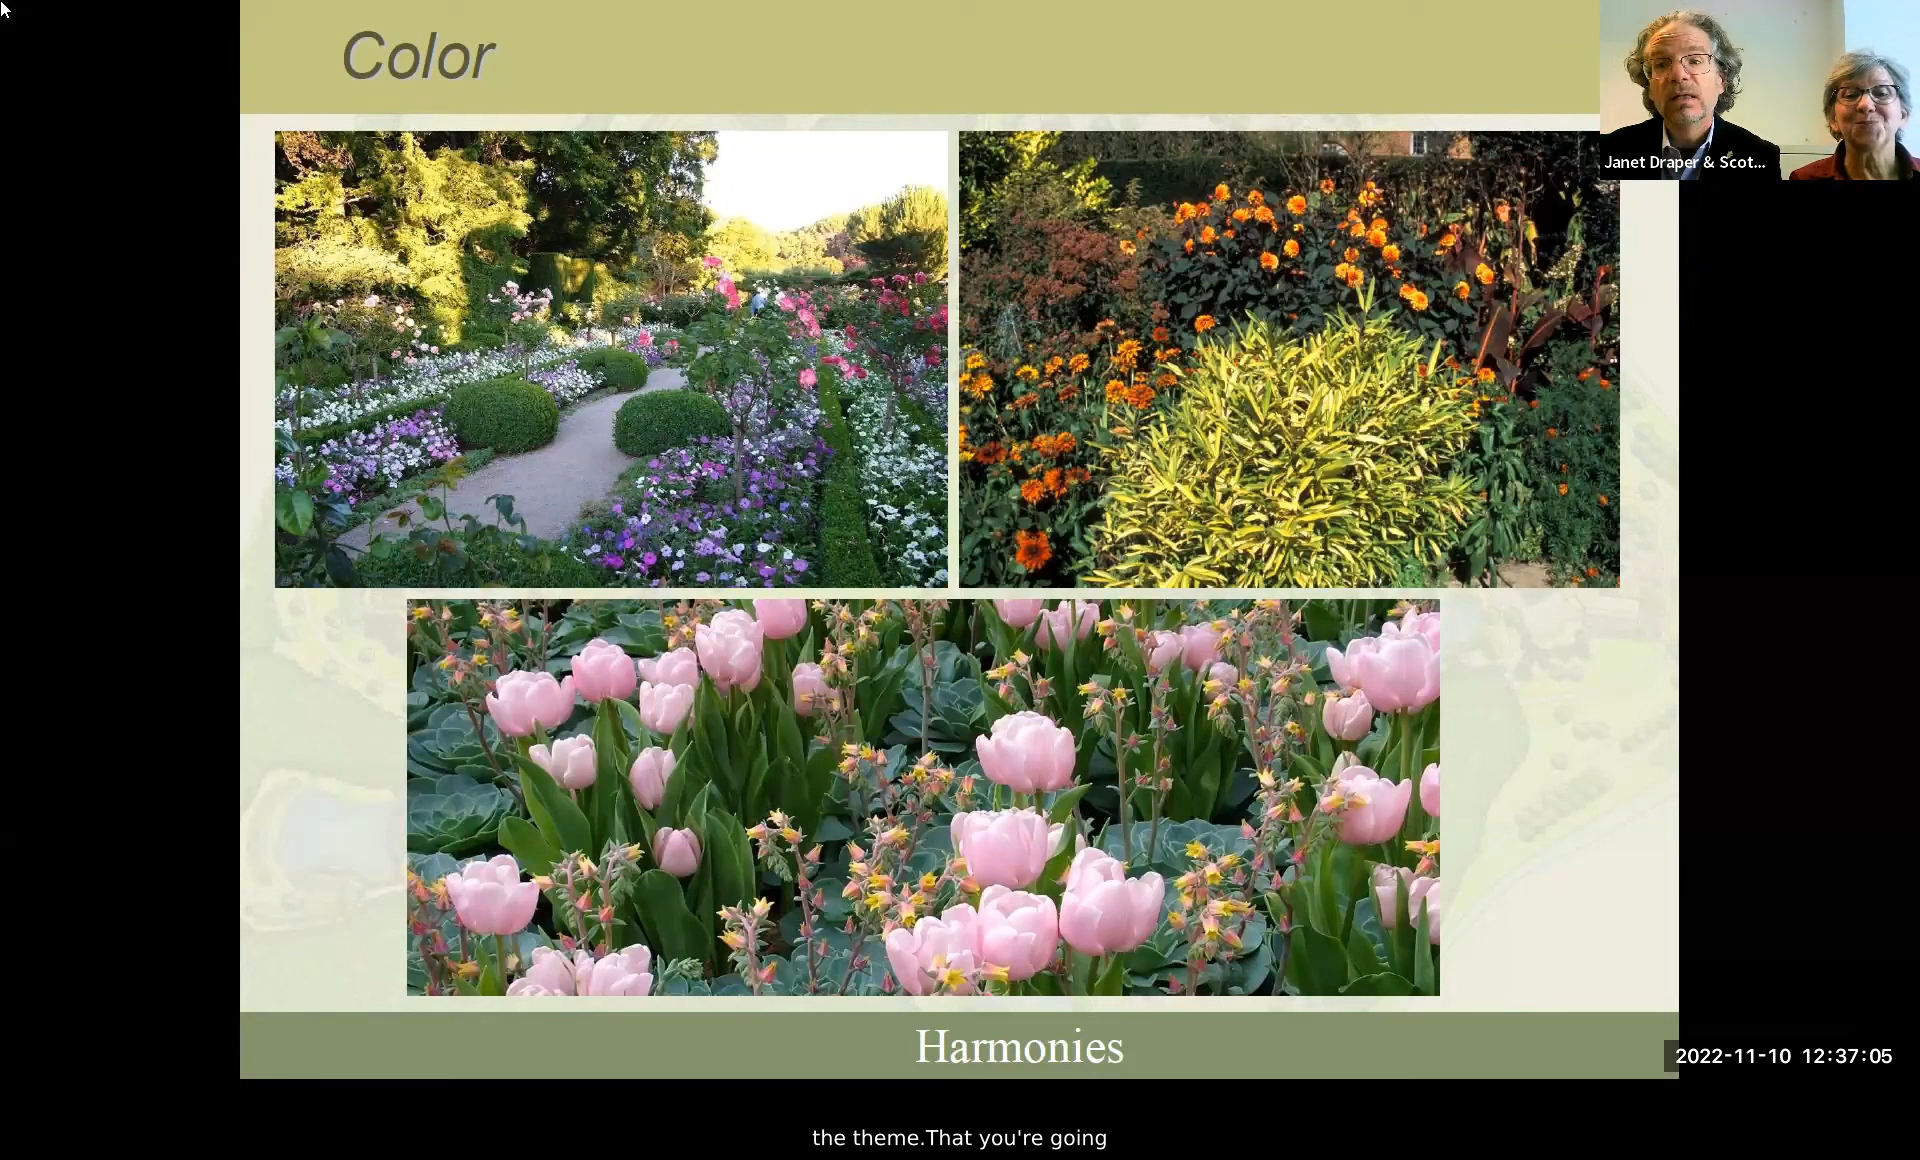 Color
Janet Draper & Scot...
Harmonies
2022-11-10 12:37:05
the theme.That you're going